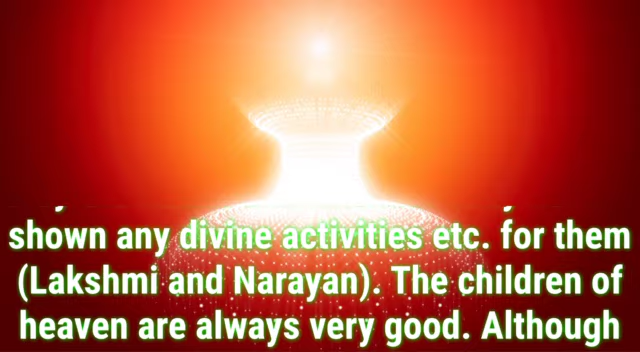 shown any divine activities etc. for them
(Lakshmi and Narayan). The children of
heaven are always very good. Although